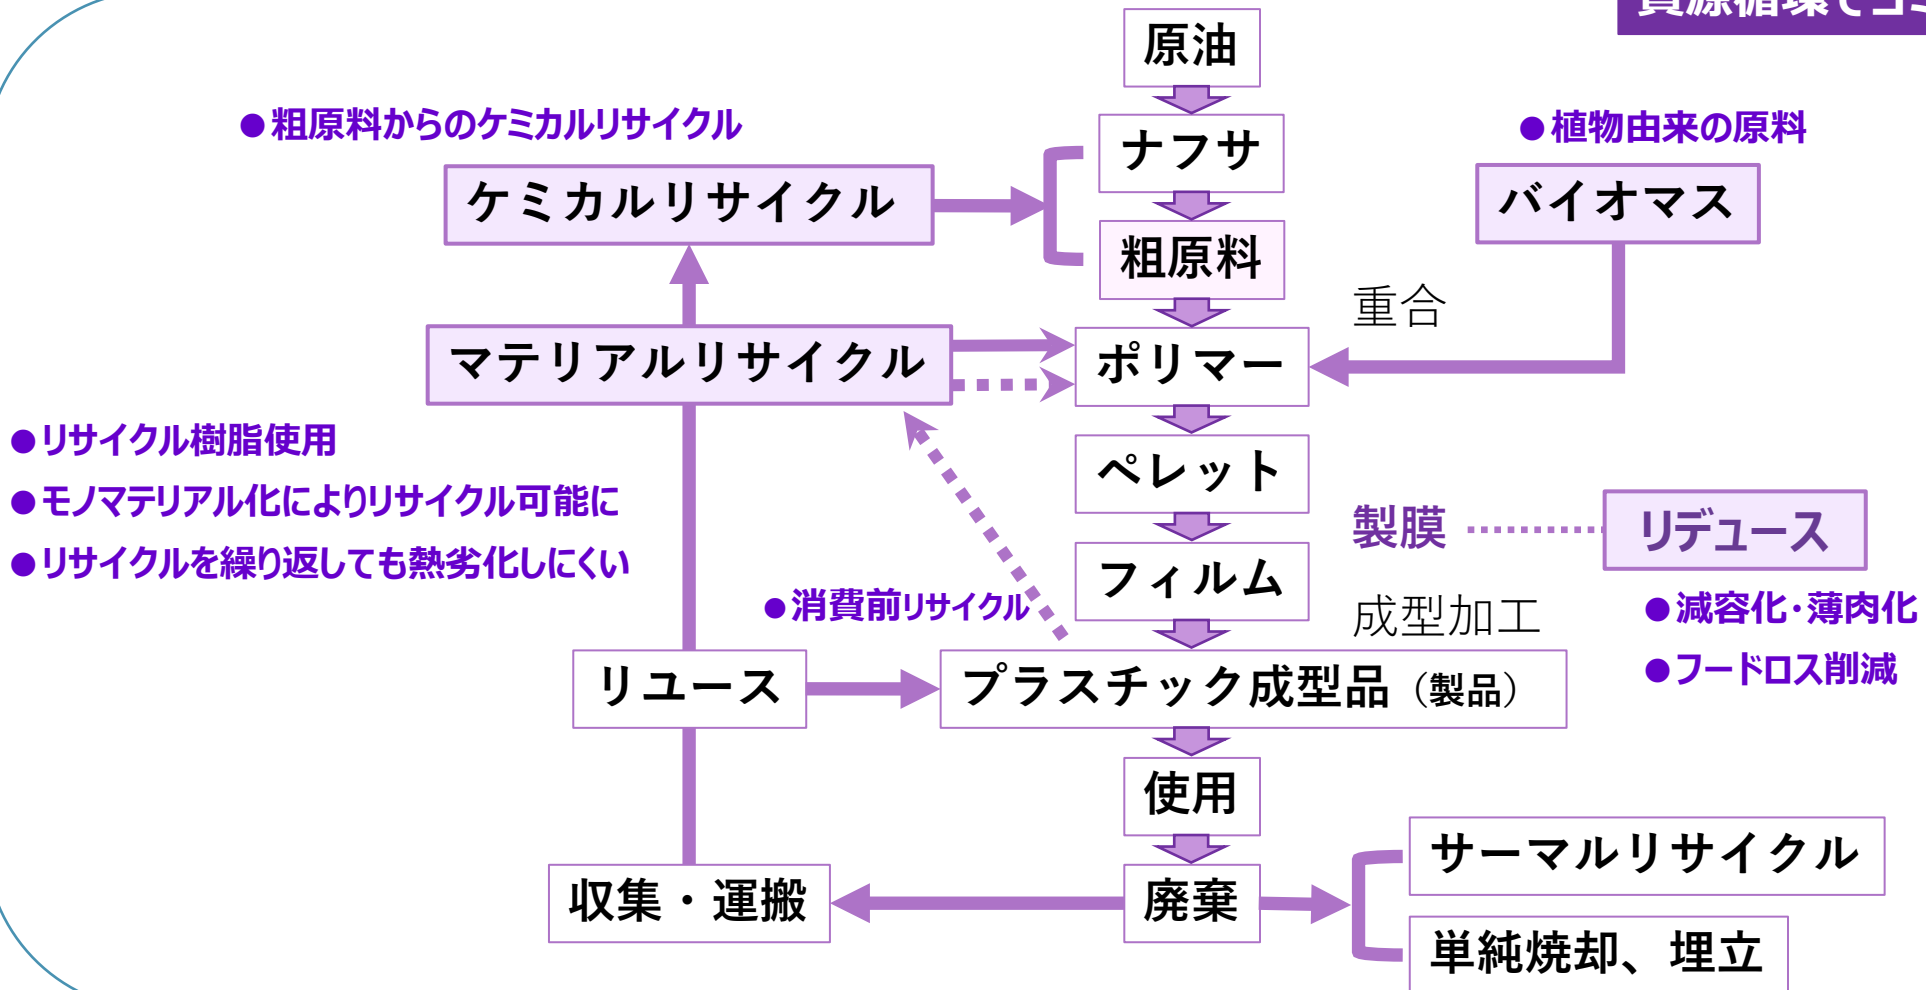 資源循環でゴミ
原油
●粗原料からのケミカルリサイクル
ナフサ
●植物由来の原料
ケミカルリサイクル
バイオマス
粗原料
重合
マテリアルリサイクル
ポリマー
●リサイクル樹脂使用
ペレット
●モノマテリアル化によりリサイクル可能に
製膜
リデュース
●リサイクルを繰り返しても熱劣化しにくい
フィルム
●消費前リサイクル
成型加工
●減容化・薄肉化
リユース
プラスチック成型品（製品）
●フードロス削減
使用
サーマルリサイクル
収集・運搬
廃棄
単純焼却、埋立